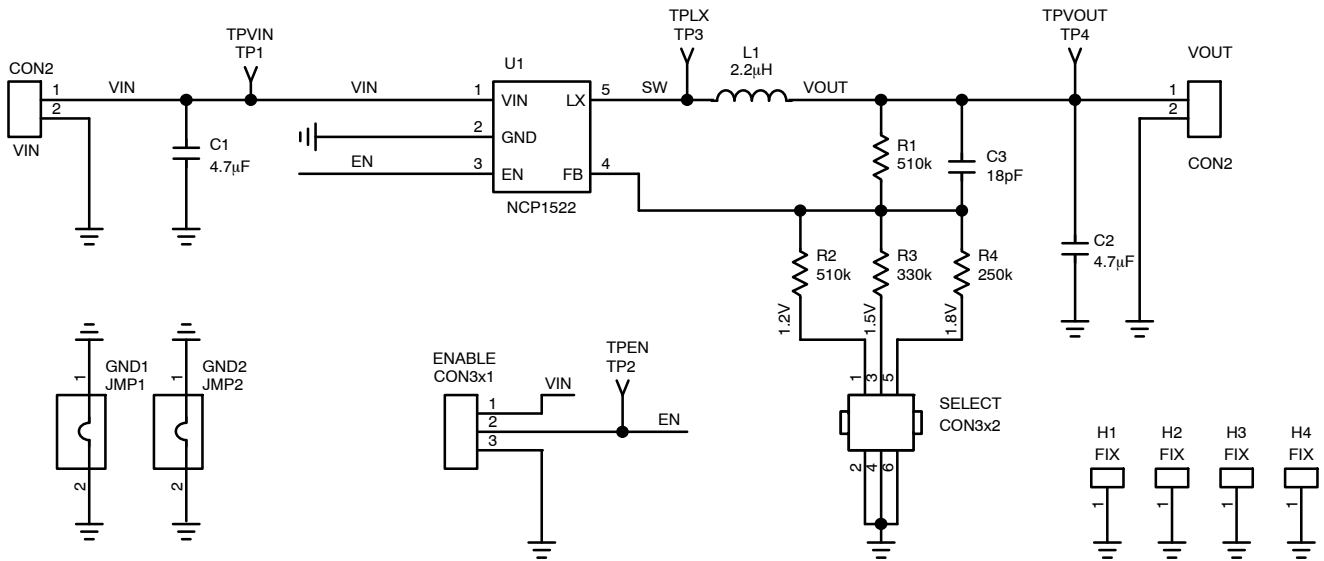 TPVIN
TP1
TPLX
TP3
TPVOUT
TP4
CON2
1
2
VIN
VIN
VIN
U1
1
VIN
2
GND
3
EN
EN
LX
5
FB
4
NCP1522
SW
L1
2.2μH
VOUT
VOUT
1
2
CON2
C1
4.7μF
R1
510k
C3
18pF
R2
510k
R3
330k
R4
250k
C2
4.7μF
1.2V
1.5V
1.8V
GND1
JMP1
1
2
GND2
JMP2
1
2
ENABLE
CON3x1
1
2
3
VIN
TPEN
TP2
EN
1
3
5
SELECT
CON3x2
2
4
6
H1
FIX
1
H2
FIX
1
H3
FIX
1
H4
FIX
1